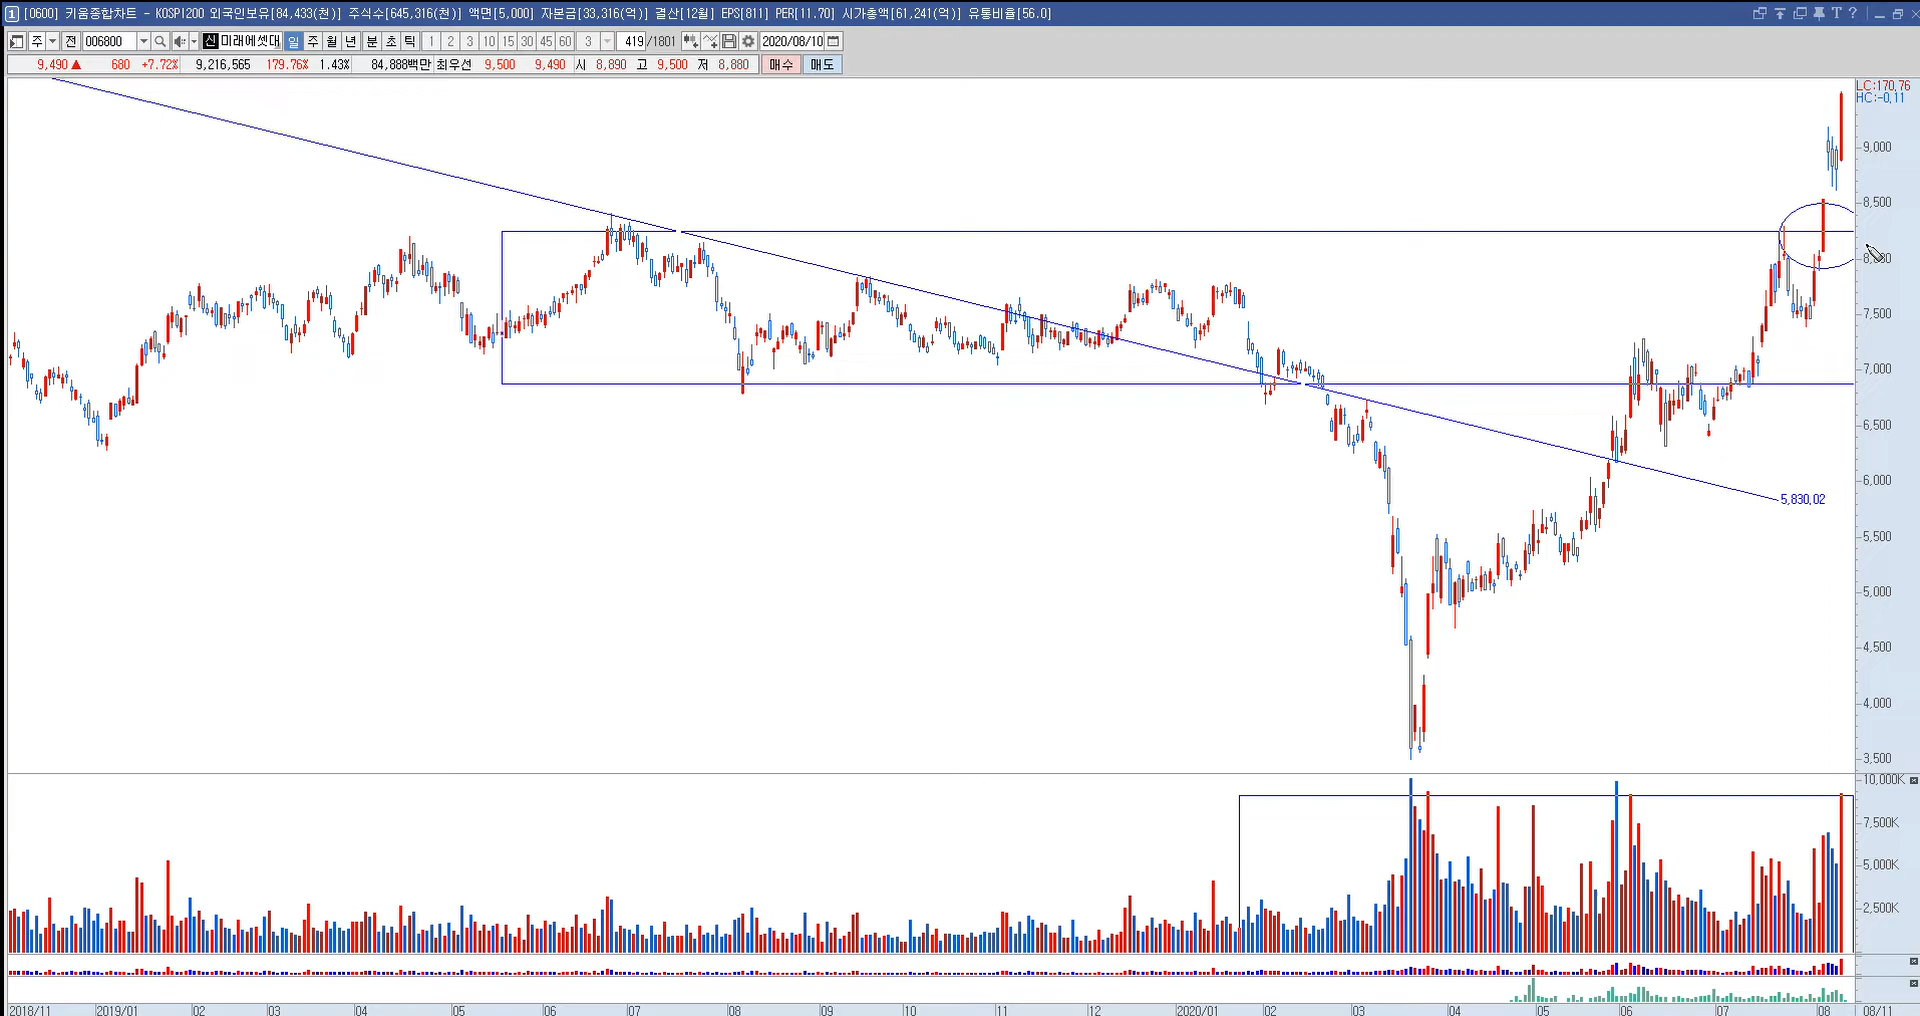 1 [0600] 키움종합차트 - KOSPI200 외국인보유[84,433(천)] 주식수[645,316(천)] 액면[5,000] 자본금[33,316(억)] 결산[12월] EPS[811] PER[11.70] 시가총액[61,241(억)] 유통비율[56.0]
주 전 006800 신 미래에셋대 일 주 월 년 분 초 틱 1 2 3 10 15 30 45 60 3 419 /1801 2020/08/10
9,490 ▲ 680 +7.72% 9,216,565 179.76% 1.43% 84,888백만 최우선 9,500 9,490 시 8,890 고 9,500 저 8,880 매수 매도
LC:170,76
HC:-0,11
9,000
8,500
7,500
7,000
6,500
6,000
5,830,02
5,500
5,000
4,500
4,000
3,500
10,000K
7,500K
5,000K
2,500K
2018/11 2019/01 02 03 04 05 06 07 08 09 10 11 12 2020/01 02 03 04 05 06 07 08 08/11